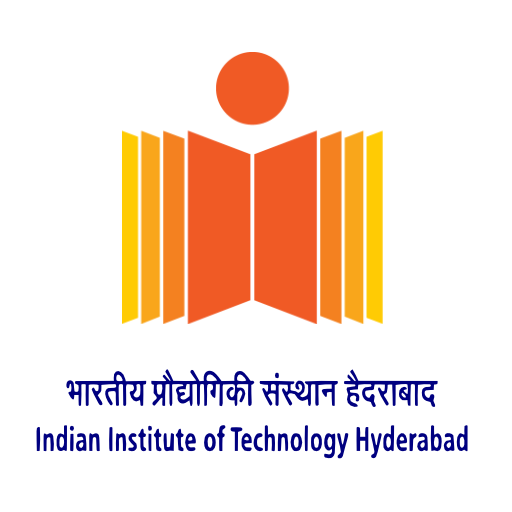 भारतीय प्रौद्योगिकी संस्थान हैदराबाद
Indian Institute of Technology Hyderabad